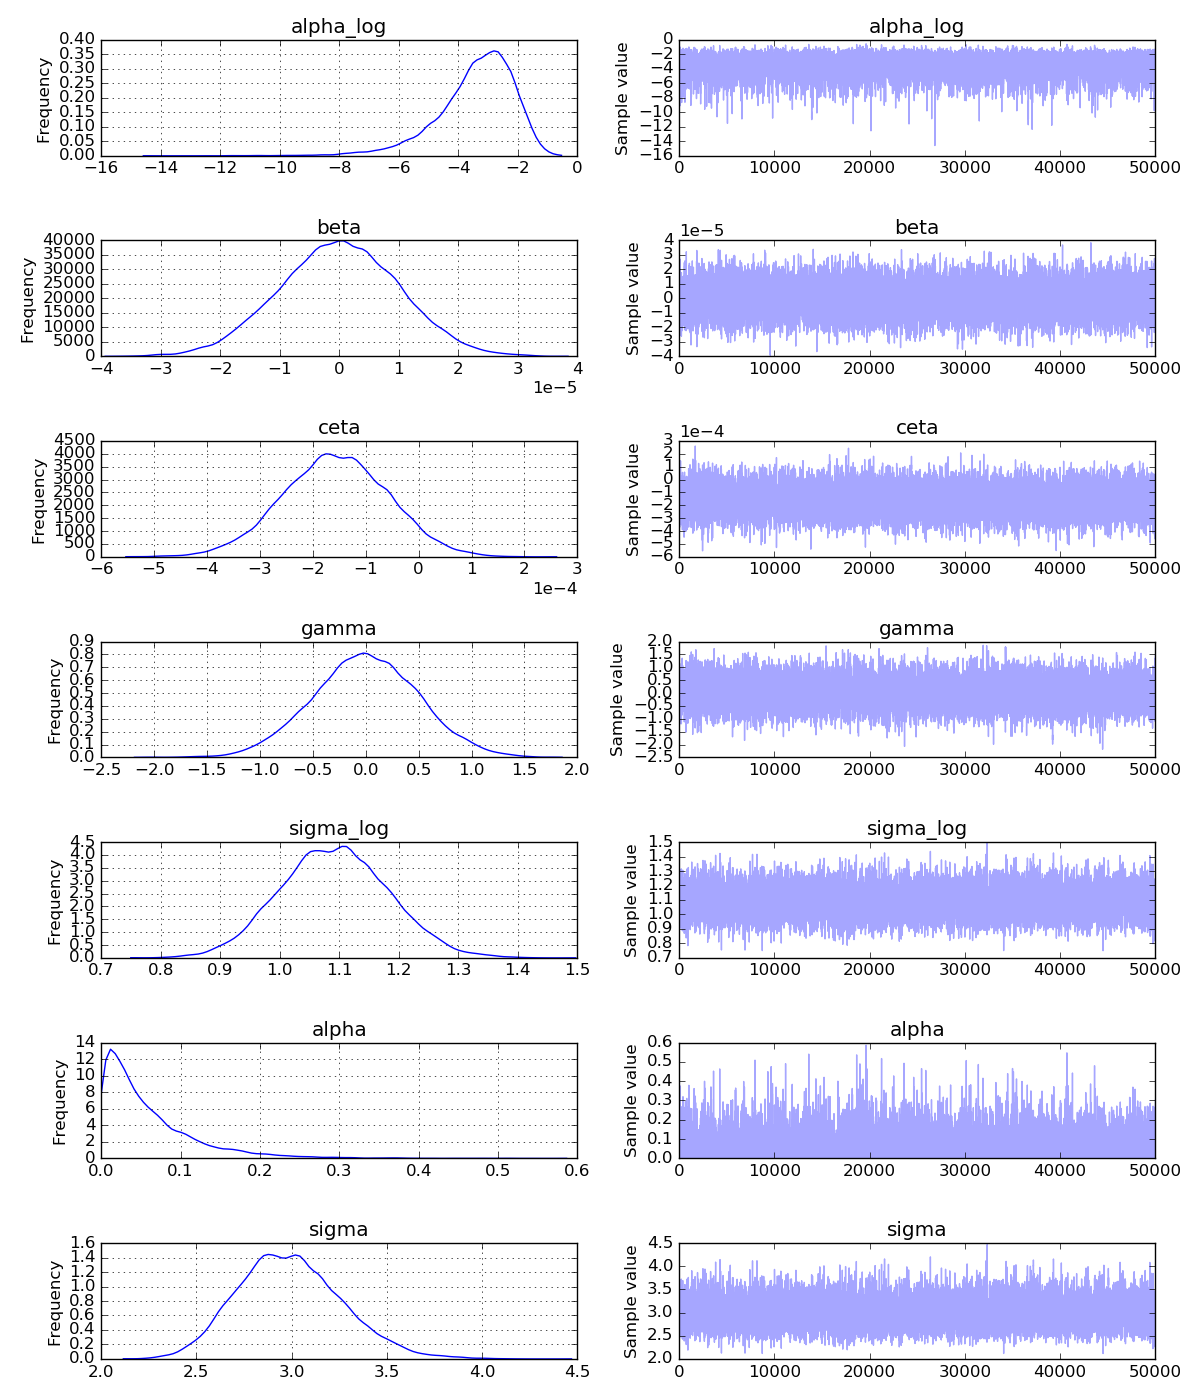 alpha_log
Frequency
0.40
0.35
0.30
0.25
0.20
0.15
0.10
0.05
0.00
−16 −14 −12 −10 −8 −6 −4 −2 0
alpha_log
Sample value
0
−2
−4
−6
−8
−10
−12
−14
−16
0 10000 20000 30000 40000 50000
beta
Frequency
40000
35000
30000
25000
20000
15000
10000
5000
0
−4 −3 −2 −1 0 1 2 3 4
1e−5
beta
1e−5
Sample value
4
3
2
1
0
−1
−2
−3
−4
0 10000 20000 30000 40000 50000
ceta
Frequency
4500
4000
3500
3000
2500
2000
1500
1000
500
0
−6 −5 −4 −3 −2 −1 0 1 2 3
1e−4
ceta
1e−4
Sample value
3
2
1
0
−1
−2
−3
−4
−5
−6
0 10000 20000 30000 40000 50000
gamma
Frequency
0.9
0.8
0.7
0.6
0.5
0.4
0.3
0.2
0.1
0.0
−2.5 −2.0 −1.5 −1.0 −0.5 0.0 0.5 1.0 1.5 2.0
gamma
Sample value
2.0
1.5
1.0
0.5
0.0
−0.5
−1.0
−1.5
−2.0
−2.5
0 10000 20000 30000 40000 50000
sigma_log
Frequency
4.5
4.0
3.5
3.0
2.5
2.0
1.5
1.0
0.5
0.0
0.7 0.8 0.9 1.0 1.1 1.2 1.3 1.4 1.5
sigma_log
Sample value
1.5
1.4
1.3
1.2
1.1
1.0
0.9
0.8
0.7
0 10000 20000 30000 40000 50000
alpha
Frequency
14
12
10
8
6
4
2
0
0.0 0.1 0.2 0.3 0.4 0.5 0.6
alpha
Sample value
0.6
0.5
0.4
0.3
0.2
0.1
0.0
0 10000 20000 30000 40000 50000
sigma
Frequency
1.6
1.4
1.2
1.0
0.8
0.6
0.4
0.2
0.0
2.0 2.5 3.0 3.5 4.0 4.5
sigma
Sample value
4.5
4.0
3.5
3.0
2.5
2.0
0 10000 20000 30000 40000 50000